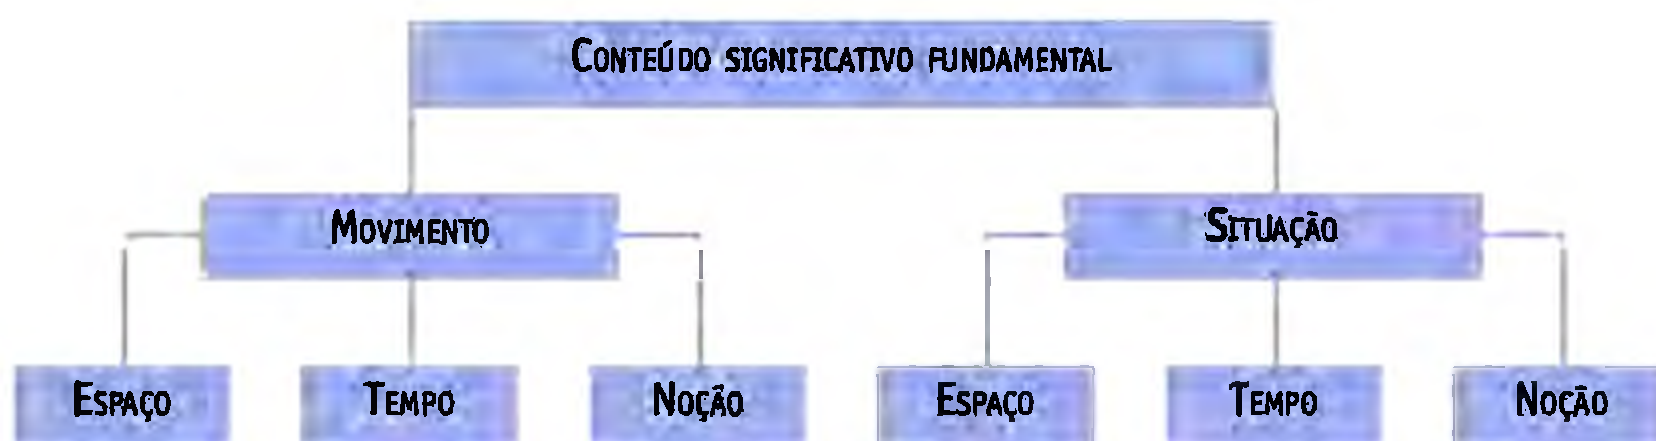 CONTEÚDO SIGNIFICATIVO FUNDAMENTAL
MOVIMENTO SITUAÇÃO
ESPAÇO TEMPO NOÇÃO ESPAÇO TEMPO NOÇÃO